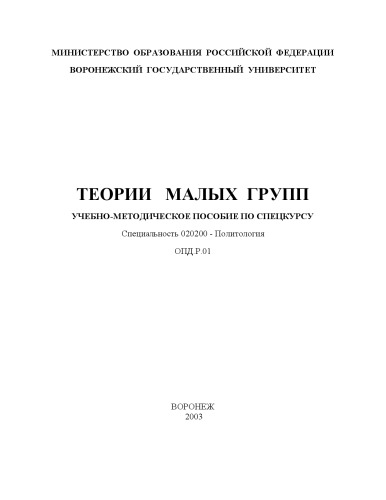 МИНИСТЕРСТВО ОБРАЗОВАНИЯ РОССИЙСКОЙ ФЕДЕРАЦИИ
ВОРОНЕЖСКИЙ ГОСУДАРСТВЕННЫЙ УНИВЕРСИТЕТ
ТЕОРИИ МАЛЫХ ГРУПП
УЧЕБНО-МЕТОДИЧЕСКОЕ ПОСОБИЕ ПО СПЕЦКУРСУ
Специальность 020200 - Политология
ОПД.Р.01
ВОРОНЕЖ
2003